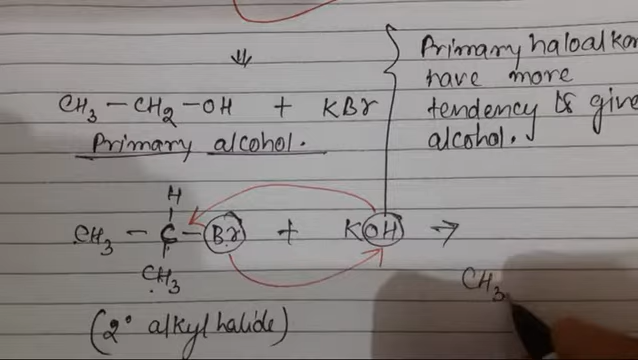 CH₃ – CH₂ – OH + KBr
Primary alcohol.
Primary haloalkan
have more
tendency to give
alcohol.
H
CH₃ – C – Br + KOH →
CH₃
(2° alkyl halide)
CH₃